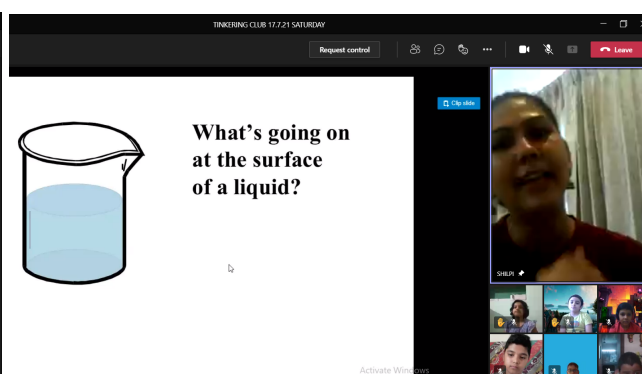 TINKERING CLUB 17.7.21 SATURDAY
Request control
Leave
Clip slide
What's going on
at the surface
of a liquid?
SHILPI
Activate Windows